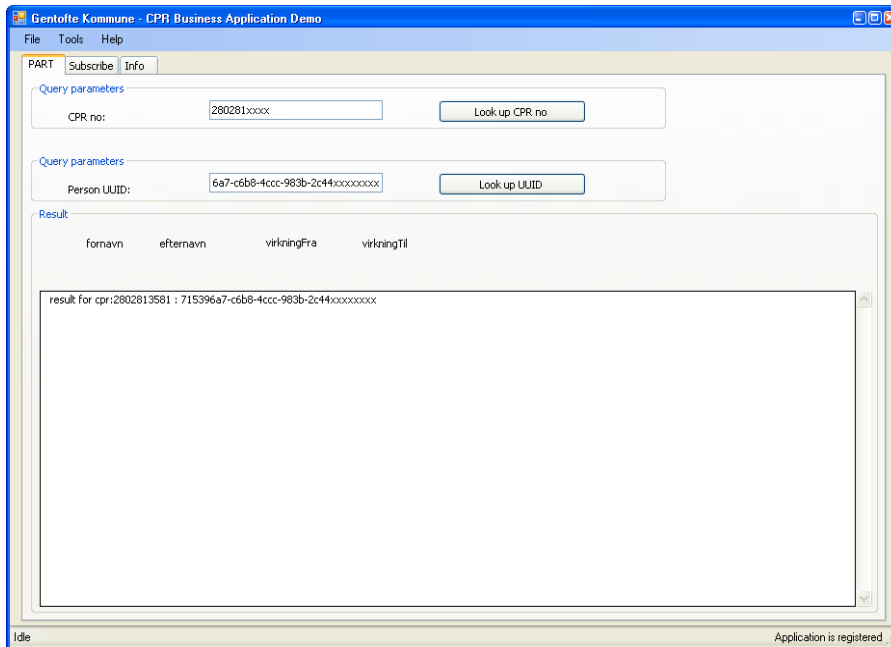 Gentofte Kommune - CPR Business Application Demo
File Tools Help
PART Subscribe Info
Query parameters
CPR no: 280281xxxx Look up CPR no
Query parameters
Person UUID: 6a7-c6b8-4ccc-983b-2c44xxxxxxxx Look up UUID
Result
fornavn efternavn virkningFra virkningTil
result for cpr:2802813581 : 715396a7-c6b8-4ccc-983b-2c44xxxxxxxx
Idle Application is registered